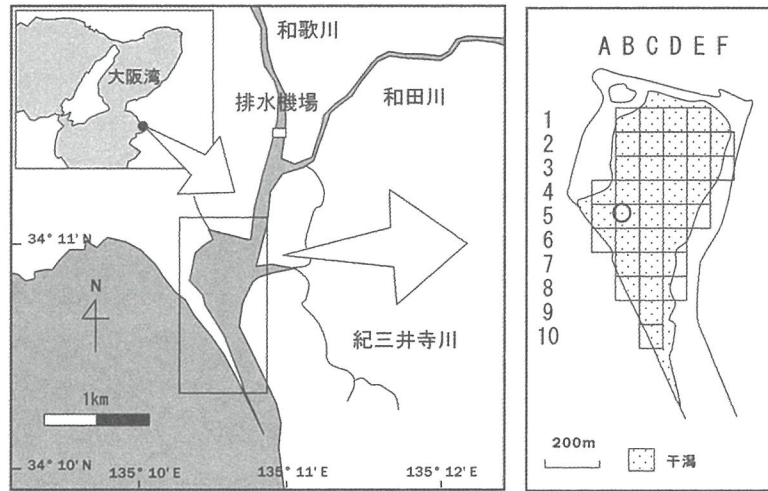 和歌川
大阪湾
排水機場
和田川
34° 11' N
N
紀三井寺川
1km
34° 10' N
135° 10' E
135° 11' E
135° 12' E
A B C D E F
1
2
3
4
5
6
7
8
9
10
200m
干潟